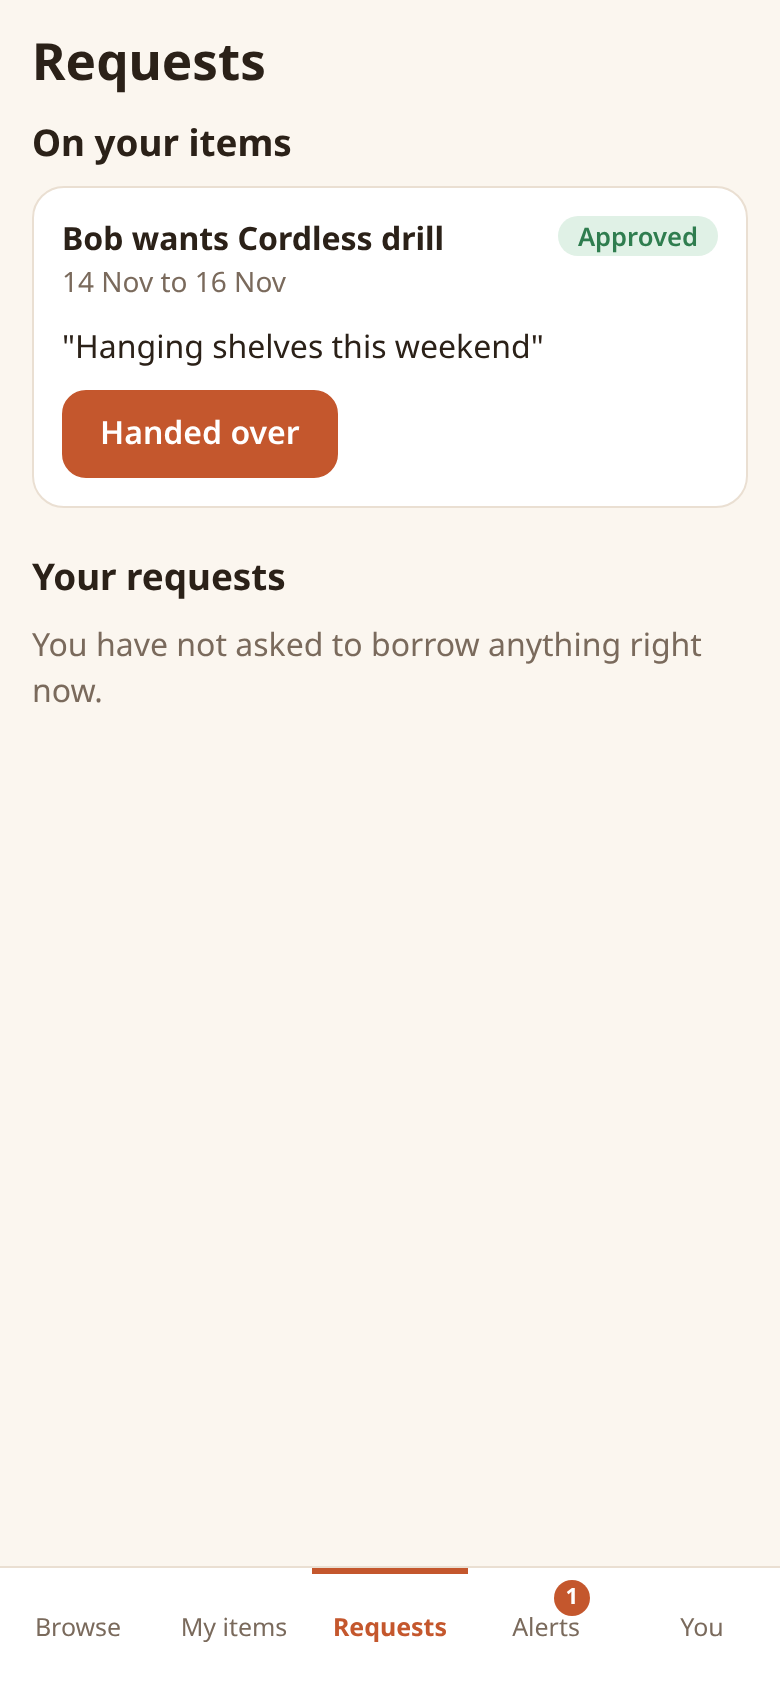 Requests
On your items
Bob wants Cordless drill
Approved
14 Nov to 16 Nov
"Hanging shelves this weekend"
Handed over
Your requests
You have not asked to borrow anything right
now.
1
Browse
My items
Requests
Alerts
You